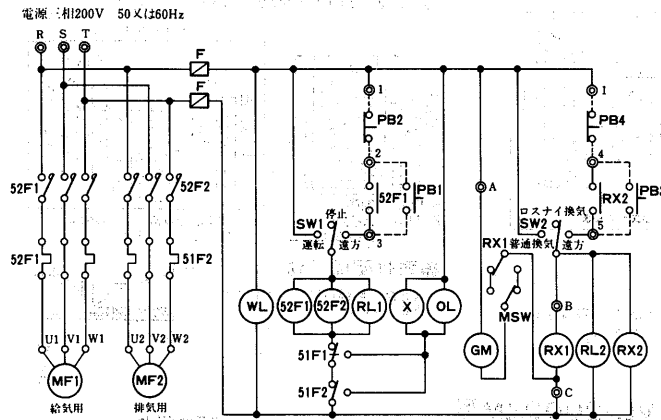 電源 三相200V 50又は60Hz
R S T
F
F
1
PB2
2
52F1
PB1
3
SW1
停止
運転
遠方
A
1
PB4
4
RX2
5
ロスナイ換気
SW2
普通換気
遠方
52F1
52F2
52F1
51F2
U1 V1 W1
U2 V2 W2
MF1
給気用
MF2
排気用
WL
52F1
52F2
RL1
X
OL
51F1
51F2
RX1
MSW
GM
B
RX1
RL2
RX2
C